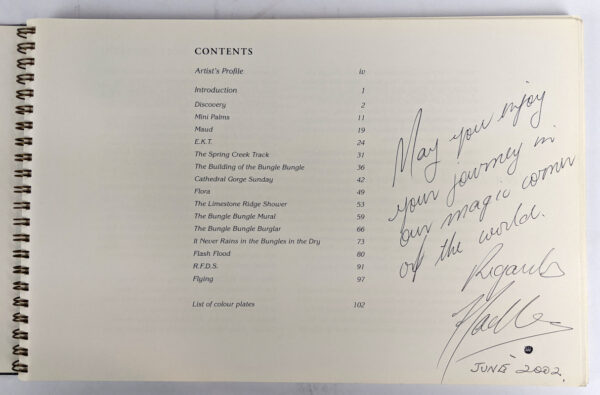 CONTENTS
Artist's Profile iv
Introduction 1
Discovery 2
Mini Palms 11
Maud 19
E.K.T. 24
The Spring Creek Track 31
The Building of the Bungle Bungle 36
Cathedral Gorge Sunday 42
Flora 49
The Limestone Ridge Shower 53
The Bungle Bungle Mural 59
The Bungle Bungle Burglar 66
It Never Rains in the Bungles in the Dry 73
Flash Flood 80
R.F.D.S. 91
Flying 97
List of colour plates 102
May you enjoy
your journey in
our magic corner
of the world.
Regards
JUNE 2002.